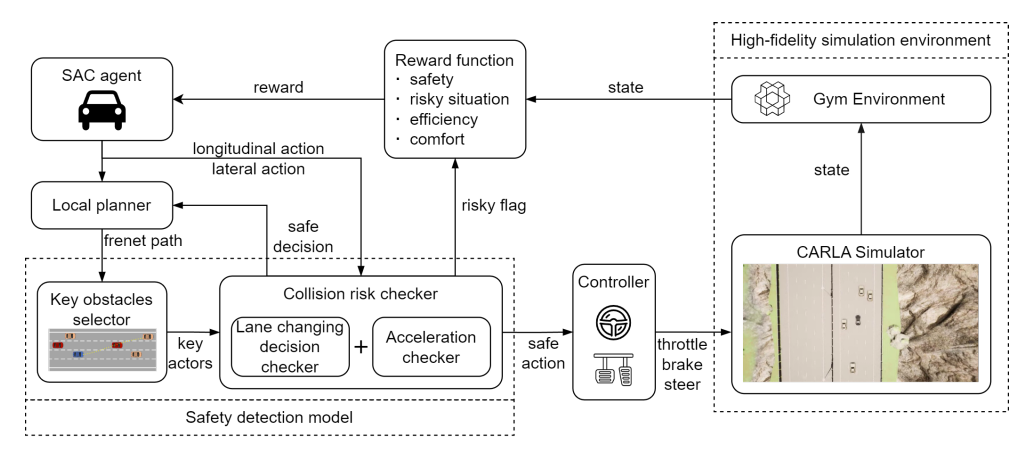 High-fidelity simulation environment
SAC agent
Reward function
· safety
· risky situation
· efficiency
· comfort
reward
state
Gym Environment
longitudinal action
lateral action
state
Local planner
safe
decision
risky flag
frenet path
CARLA Simulator
Key obstacles
selector
Collision risk checker
Controller
Lane changing
decision
checker
+
Acceleration
checker
key
actors
safe
action
throttle
brake
steer
Safety detection model